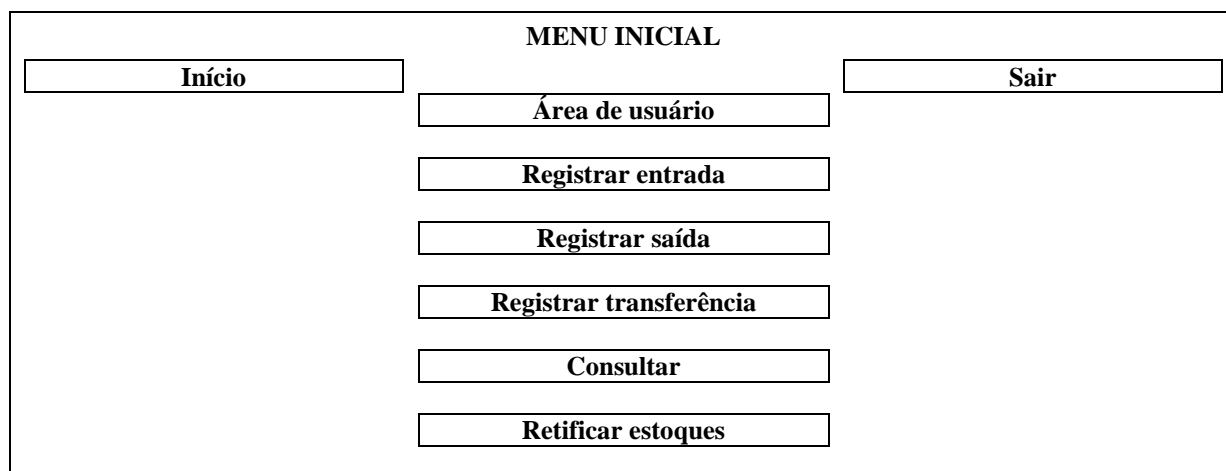 MENU INICIAL
Início Sair
Área de usuário
Registrar entrada
Registrar saída
Registrar transferência
Consultar
Retificar estoques